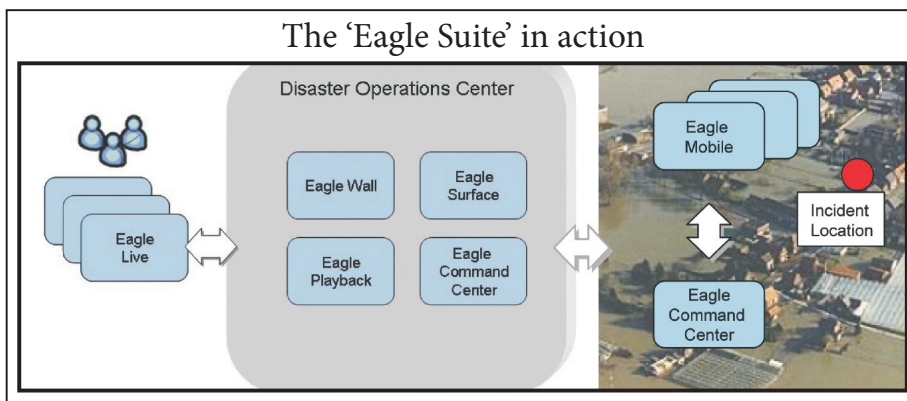 The ‘Eagle Suite’ in action
Disaster Operations Center
Eagle
Live
Eagle Wall
Eagle
Surface
Eagle
Playback
Eagle
Command
Center
Eagle
Mobile
Incident
Location
Eagle
Command
Center